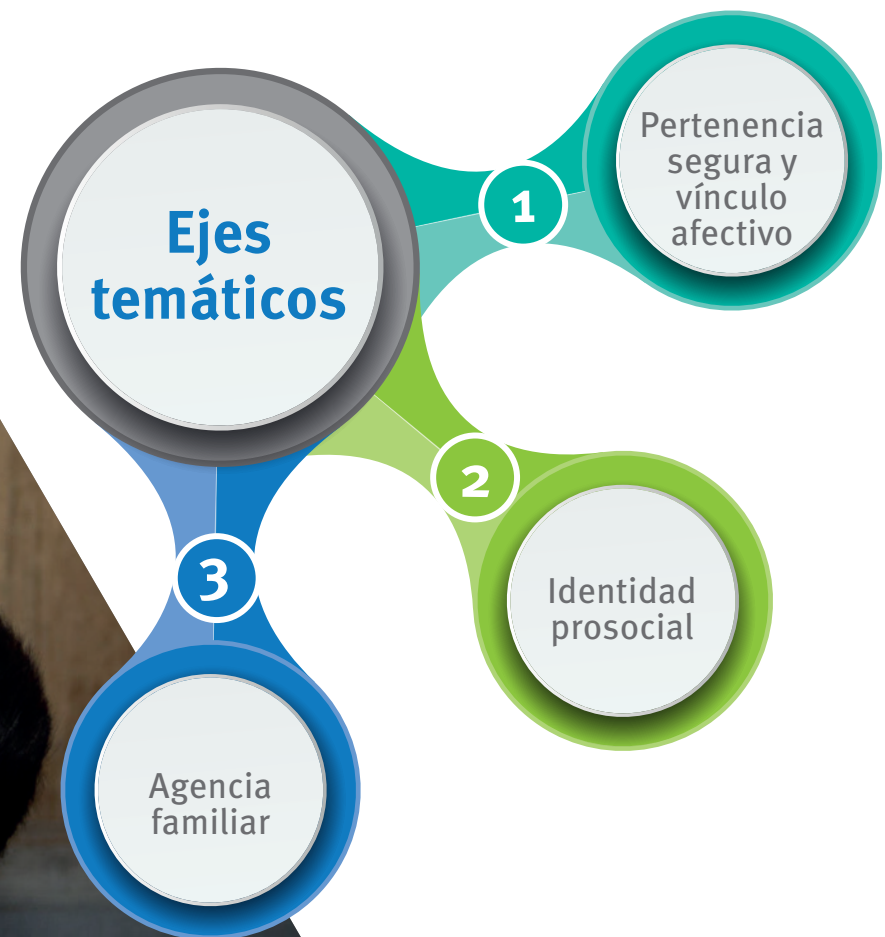 Ejes
temáticos
1
Pertenencia
segura y
vínculo
afectivo
2
Identidad
prosocial
3
Agencia
familiar